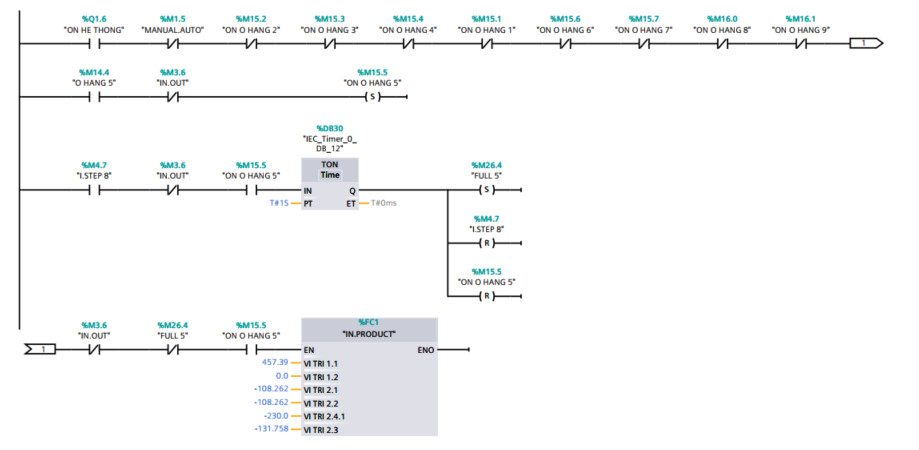 %Q1.6 %M1.5 %M15.2 %M15.3 %M15.4 %M15.1 %M15.6 %M15.7 %M16.0 %M16.1
"ON HE THONG" "MANUAL.AUTO" "ON O HANG 2" "ON O HANG 3" "ON O HANG 4" "ON O HANG 1" "ON O HANG 6" "ON O HANG 7" "ON O HANG 8" "ON O HANG 9"
1
%M14.4 %M3.6 %M15.5
"O HANG 5" "IN.OUT" "ON O HANG 5"
S
%DB30
"IEC_Timer_0_
DB_12"
%M4.7 %M3.6 %M15.5 TON %M26.4
"I.STEP 8" "IN.OUT" "ON O HANG 5" Time "FULL 5"
IN Q S
T#1S PT ET T#0ms
%M4.7
"I.STEP 8"
R
%M15.5
"ON O HANG 5"
R
%M3.6 %M26.4 %M15.5 %FC1
"IN.OUT" "FULL 5" "ON O HANG 5" "IN.PRODUCT"
1 EN ENO
457.39 VI TRI 1.1
0.0 VI TRI 1.2
-108.262 VI TRI 2.1
-108.262 VI TRI 2.2
-230.0 VI TRI 2.4.1
-131.758 VI TRI 2.3